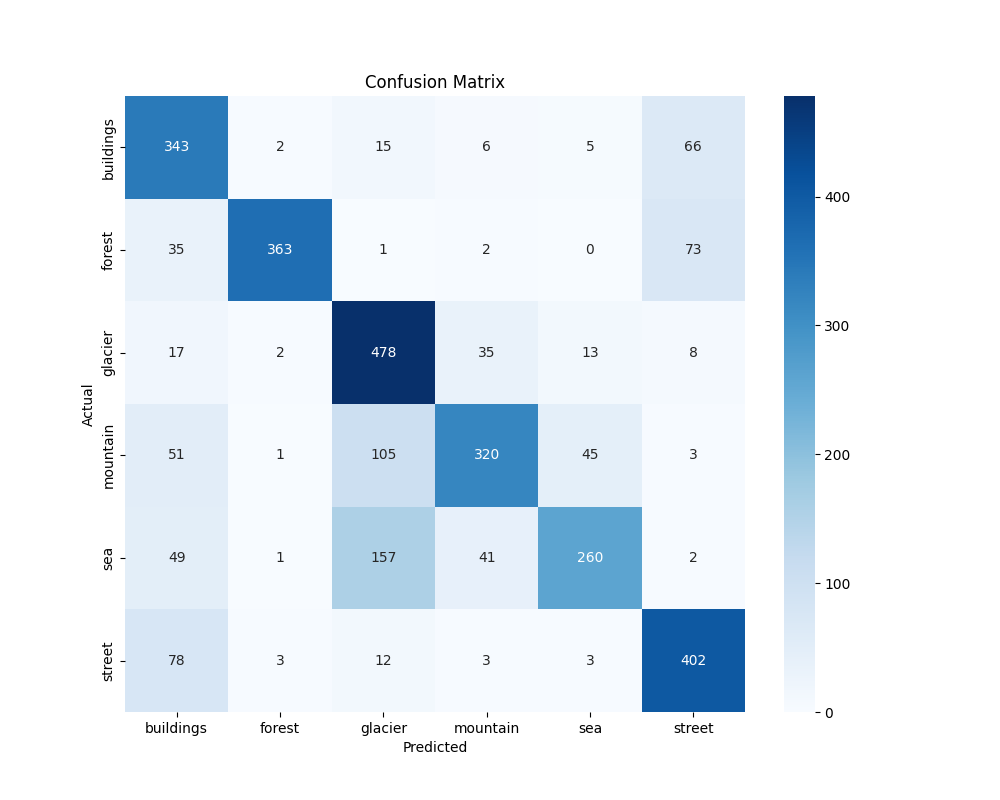 Confusion Matrix
buildings 343 2 15 6 5 66
forest 35 363 1 2 0 73
glacier 17 2 478 35 13 8
mountain 51 1 105 320 45 3
sea 49 1 157 41 260 2
street 78 3 12 3 3 402
Actual
buildings forest glacier mountain sea street
Predicted
400
300
200
100
0